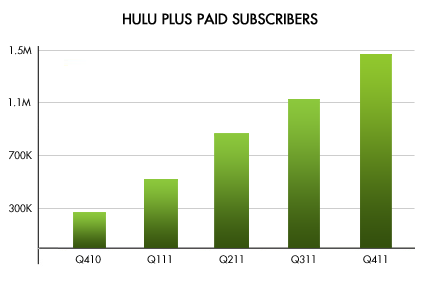 HULU PLUS PAID SUBSCRIBERS
1.5M
1.1M
700K
300K
Q410 Q111 Q211 Q311 Q411